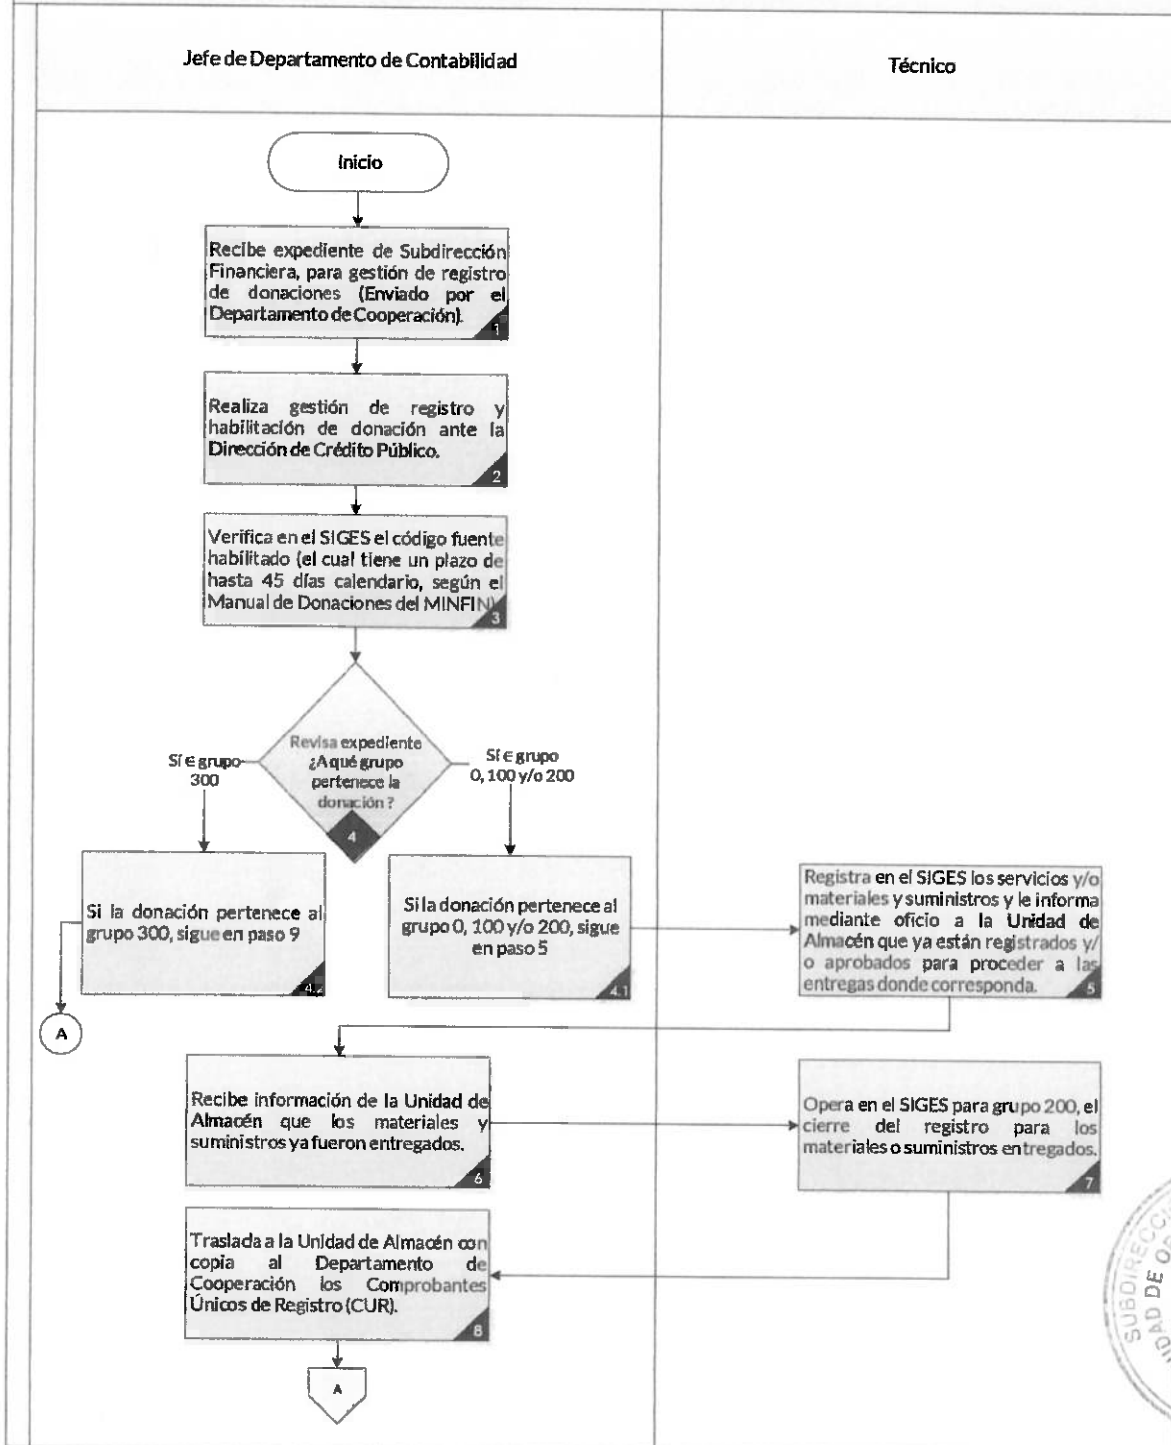 Jefe de Departamento de Contabilidad
Técnico
Inicio
Recibe expediente de Subdirección
Financiera, para gestión de registro
de donaciones (Enviado por el
Departamento de Cooperación).
1
Realiza gestión de registro y
habilitación de donación ante la
Dirección de Crédito Público.
2
Verifica en el SIGES el código fuente
habilitado (el cual tiene un plazo de
hasta 45 días calendario, según el
Manual de Donaciones del MINFIN)
3
Revisa expediente
¿A qué grupo
pertenece la
donación?
4
Sí ∈ grupo
300
Sí ∈ grupo
0, 100 y/o 200
Si la donación pertenece al
grupo 300, sigue en paso 9
4.2
Si la donación pertenece al
grupo 0, 100 y/o 200, sigue
en paso 5
4.1
Registra en el SIGES los servicios y/o
materiales y suministros y le informa
mediante oficio a la Unidad de
Almacén que ya están registrados y/
o aprobados para proceder a las
entregas donde corresponda.
5
A
Recibe información de la Unidad de
Almacén que los materiales y
suministros ya fueron entregados.
6
Opera en el SIGES para grupo 200, el
cierre del registro para los
materiales o suministros entregados.
7
Traslada a la Unidad de Almacén con
copia al Departamento de
Cooperación los Comprobantes
Únicos de Registro (CUR).
8
A